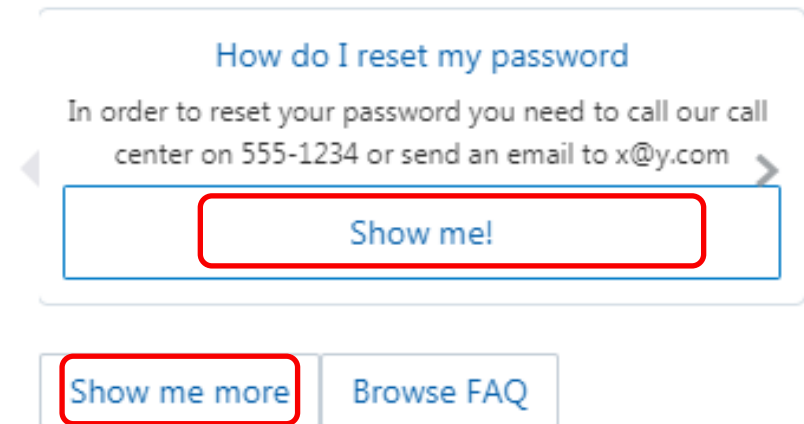 How do I reset my password
In order to reset your password you need to call our call
center on 555-1234 or send an email to x@y.com
Show me!
Show me more
Browse FAQ